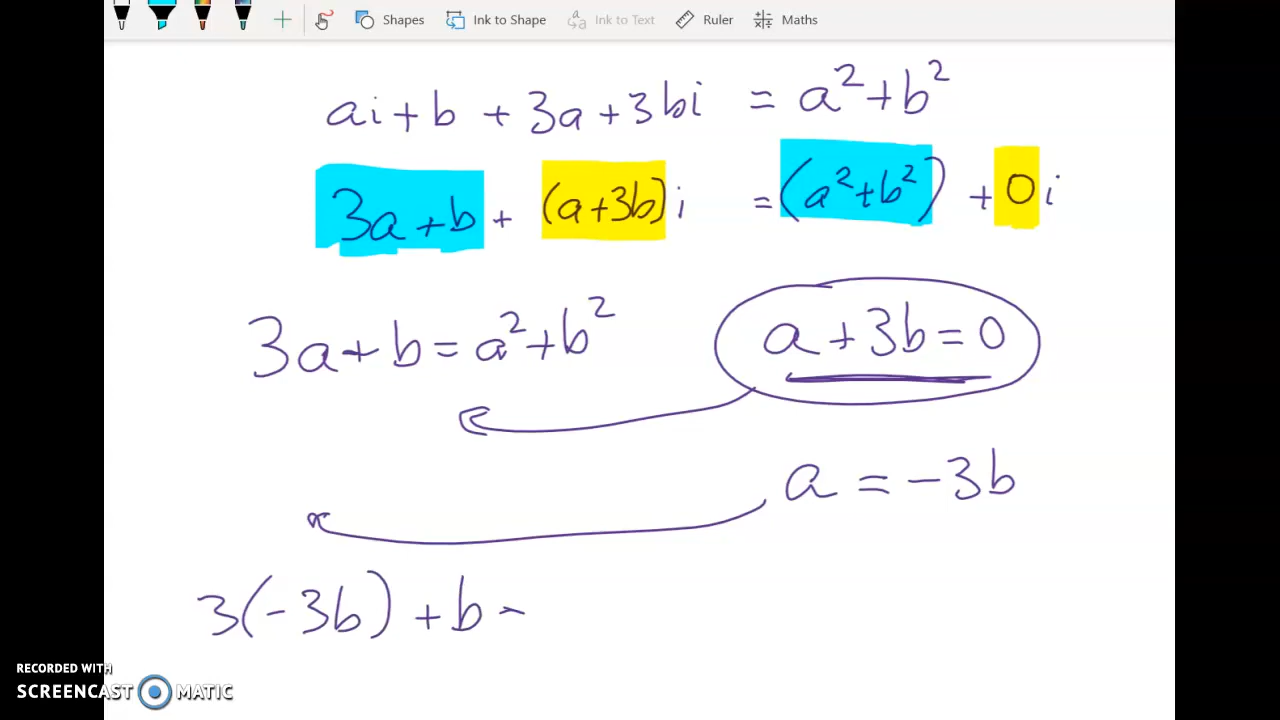 Shapes Ink to Shape Ink to Text Ruler Maths
ai + b + 3a + 3bi = a² + b²
3a + b + (a + 3b) i = (a² + b²) + 0 i
3a + b = a² + b² a + 3b = 0
a = -3b
3(-3b) + b -
RECORDED WITH
SCREENCAST MATIC